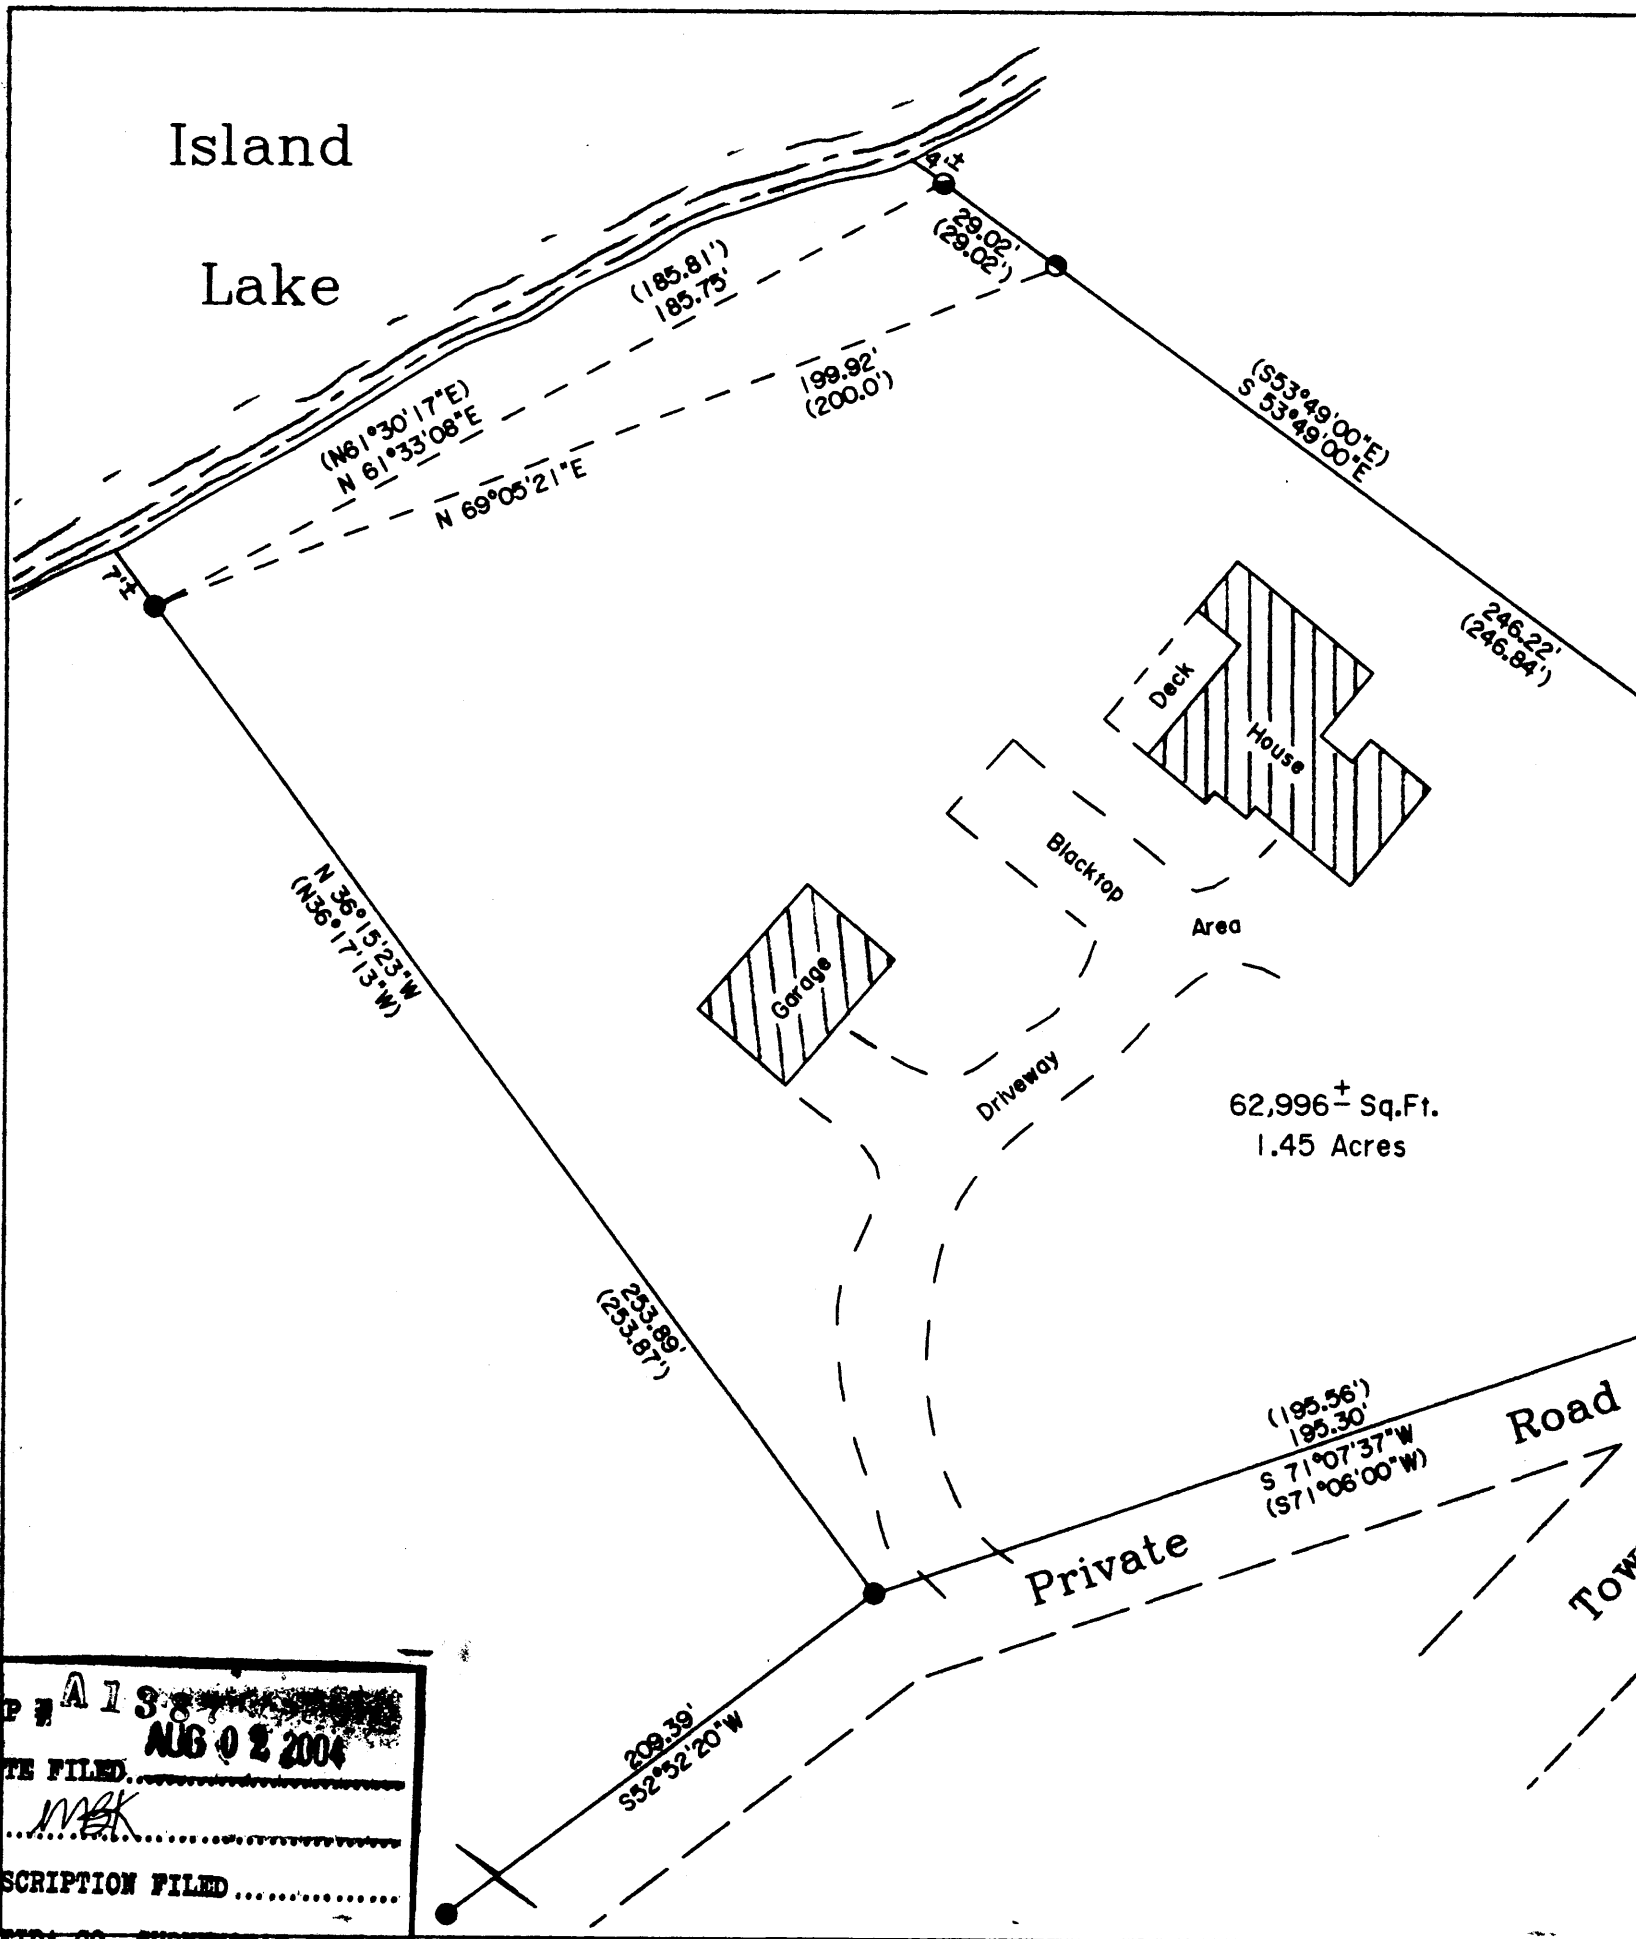 Island
Lake
4'±
29.02'
(29.02')
(185.81')
185.75'
199.92'
(200.0')
(N61°30'17"E)
N 61°33'08"E
N 69°05'21"E
(S53°49'00"E)
S 53°49'00"E
7'±
246.22'
(246.84')
Deck
House
Blacktop
Area
Garage
Driveway
N 36°15'23"W
(N36°17'13"W)
62,996± Sq.Ft.
1.45 Acres
253.89'
(253.87')
(195.56')
195.30'
S 71°07'37"W
(S71°06'00"W)
Private Road
Tow
209.39'
S52°52'20"W
P # A138
AUG 02 2004
TE FILED
MBK
SCRIPTION FILED